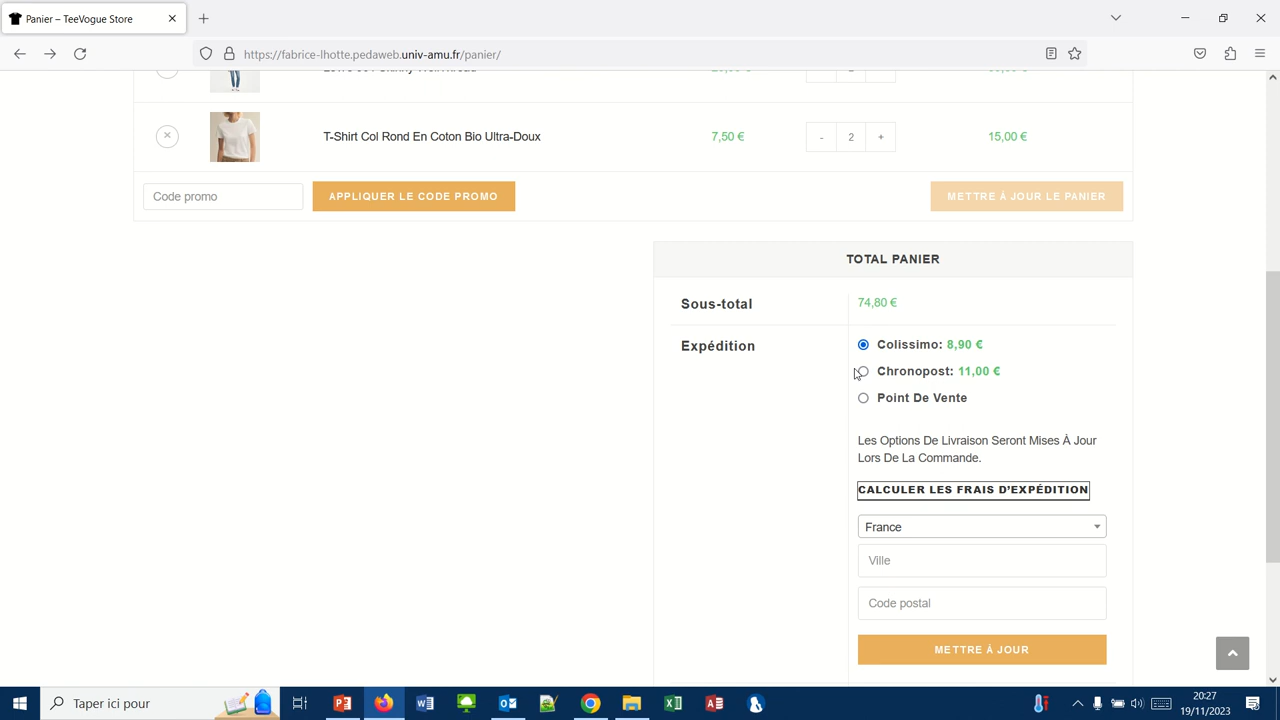 Panier – TeeVogue Store
https://fabrice-lhotte.pedaweb.univ-amu.fr/panier/
T-Shirt Col Rond En Coton Bio Ultra-Doux 7,50 € - 2 + 15,00 €
Code promo APPLIQUER LE CODE PROMO METTRE À JOUR LE PANIER
TOTAL PANIER
Sous-total 74,80 €
Expédition Colissimo: 8,90 €
Chronopost: 11,00 €
Point De Vente
Les Options De Livraison Seront Mises À Jour
Lors De La Commande.
CALCULER LES FRAIS D'EXPÉDITION
France
Ville
Code postal
METTRE À JOUR
Taper ici pour
20:27
19/11/2023